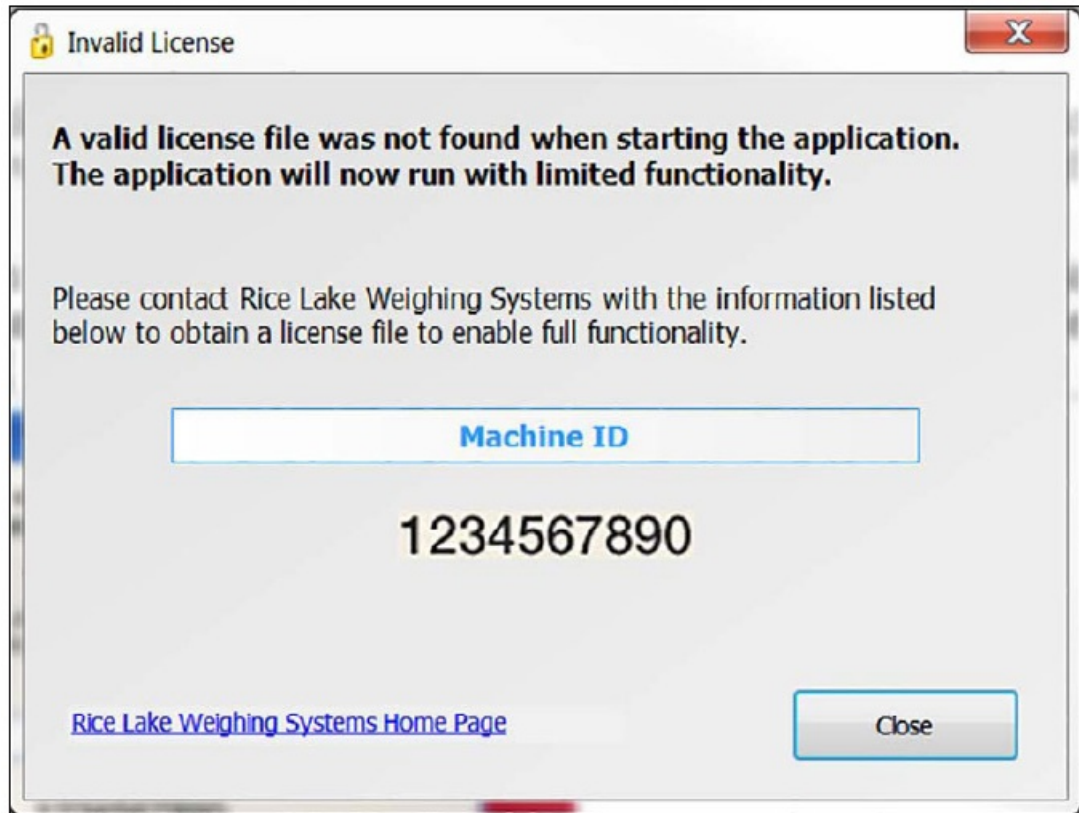 Invalid License
X
A valid license file was not found when starting the application.
The application will now run with limited functionality.
Please contact Rice Lake Weighing Systems with the information listed
below to obtain a license file to enable full functionality.
Machine ID
1234567890
Rice Lake Weighing Systems Home Page
Close